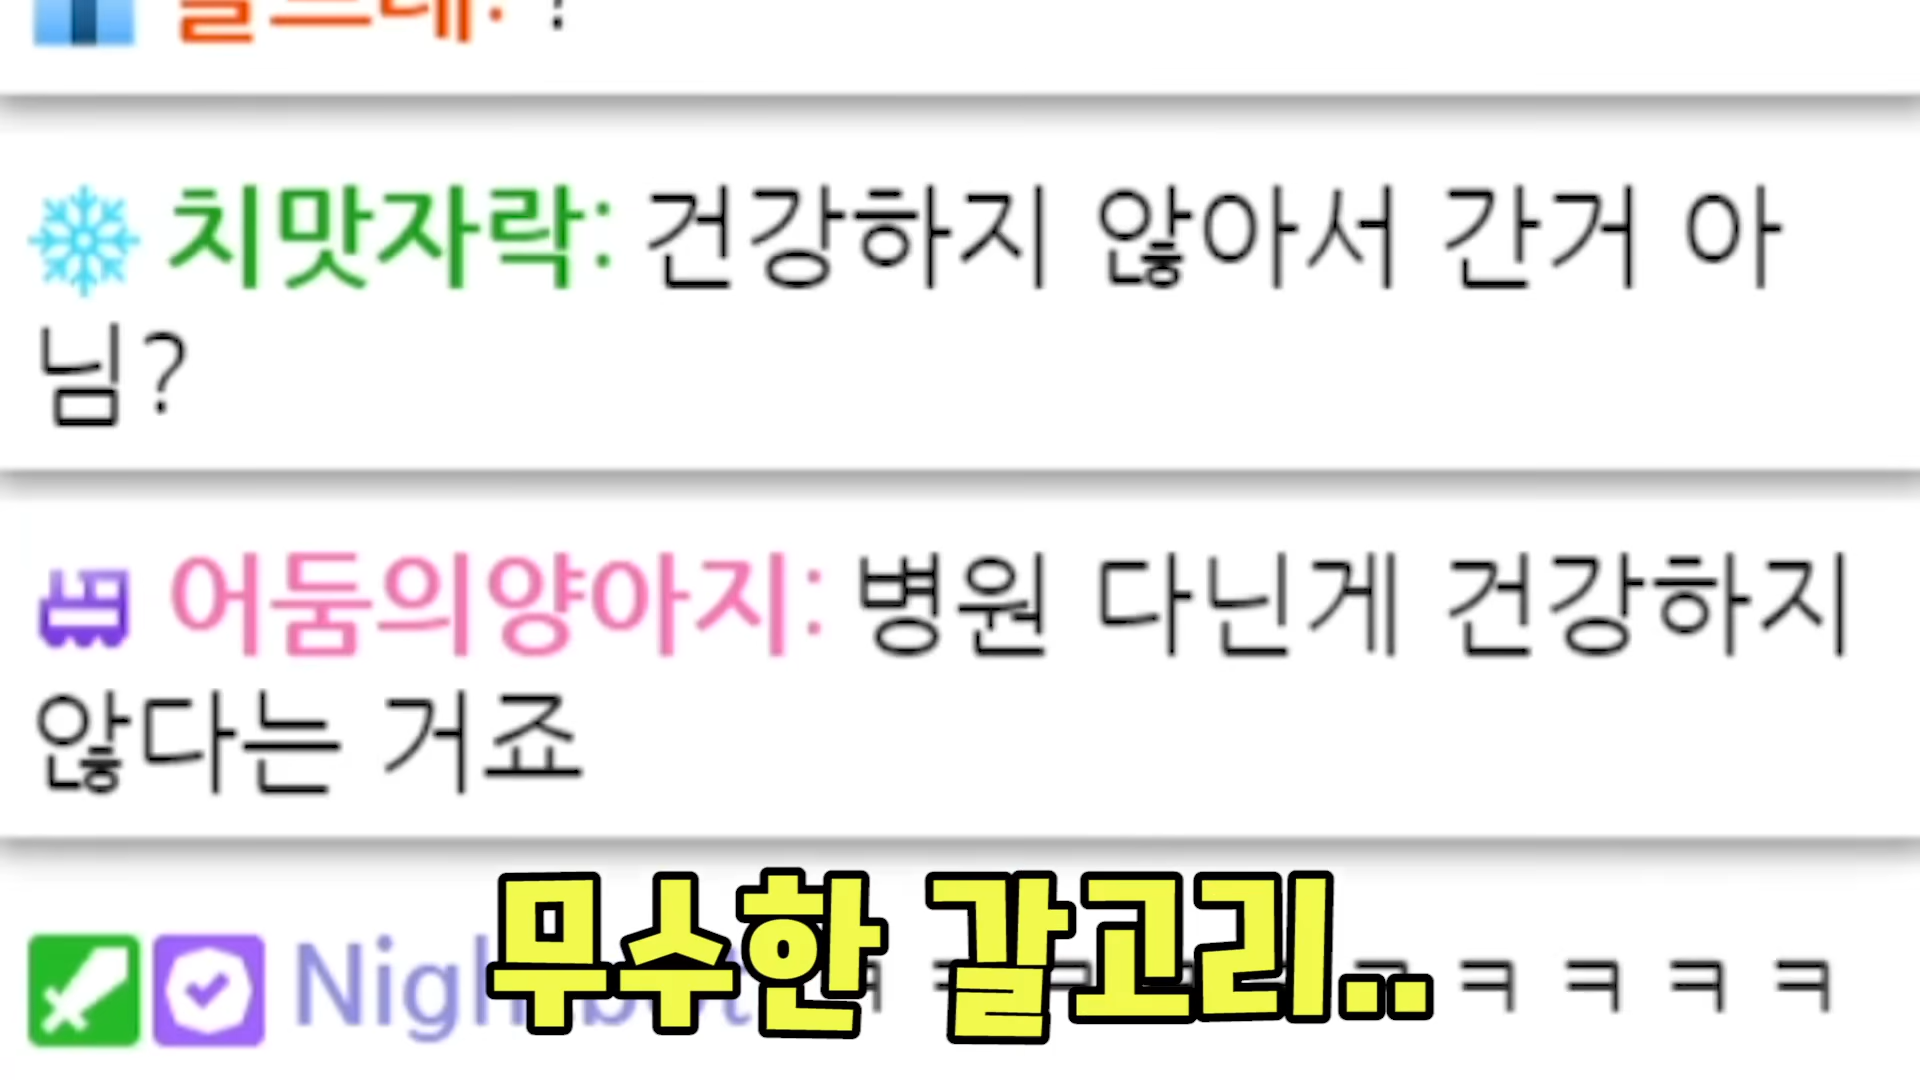 ?
치맛자락: 건강하지 않아서 간거 아
님?
어둠의양아지: 병원 다닌게 건강하지
않다는 거죠
무수한 갈고리..
ㅋ ㅋ ㅋ ㅋ